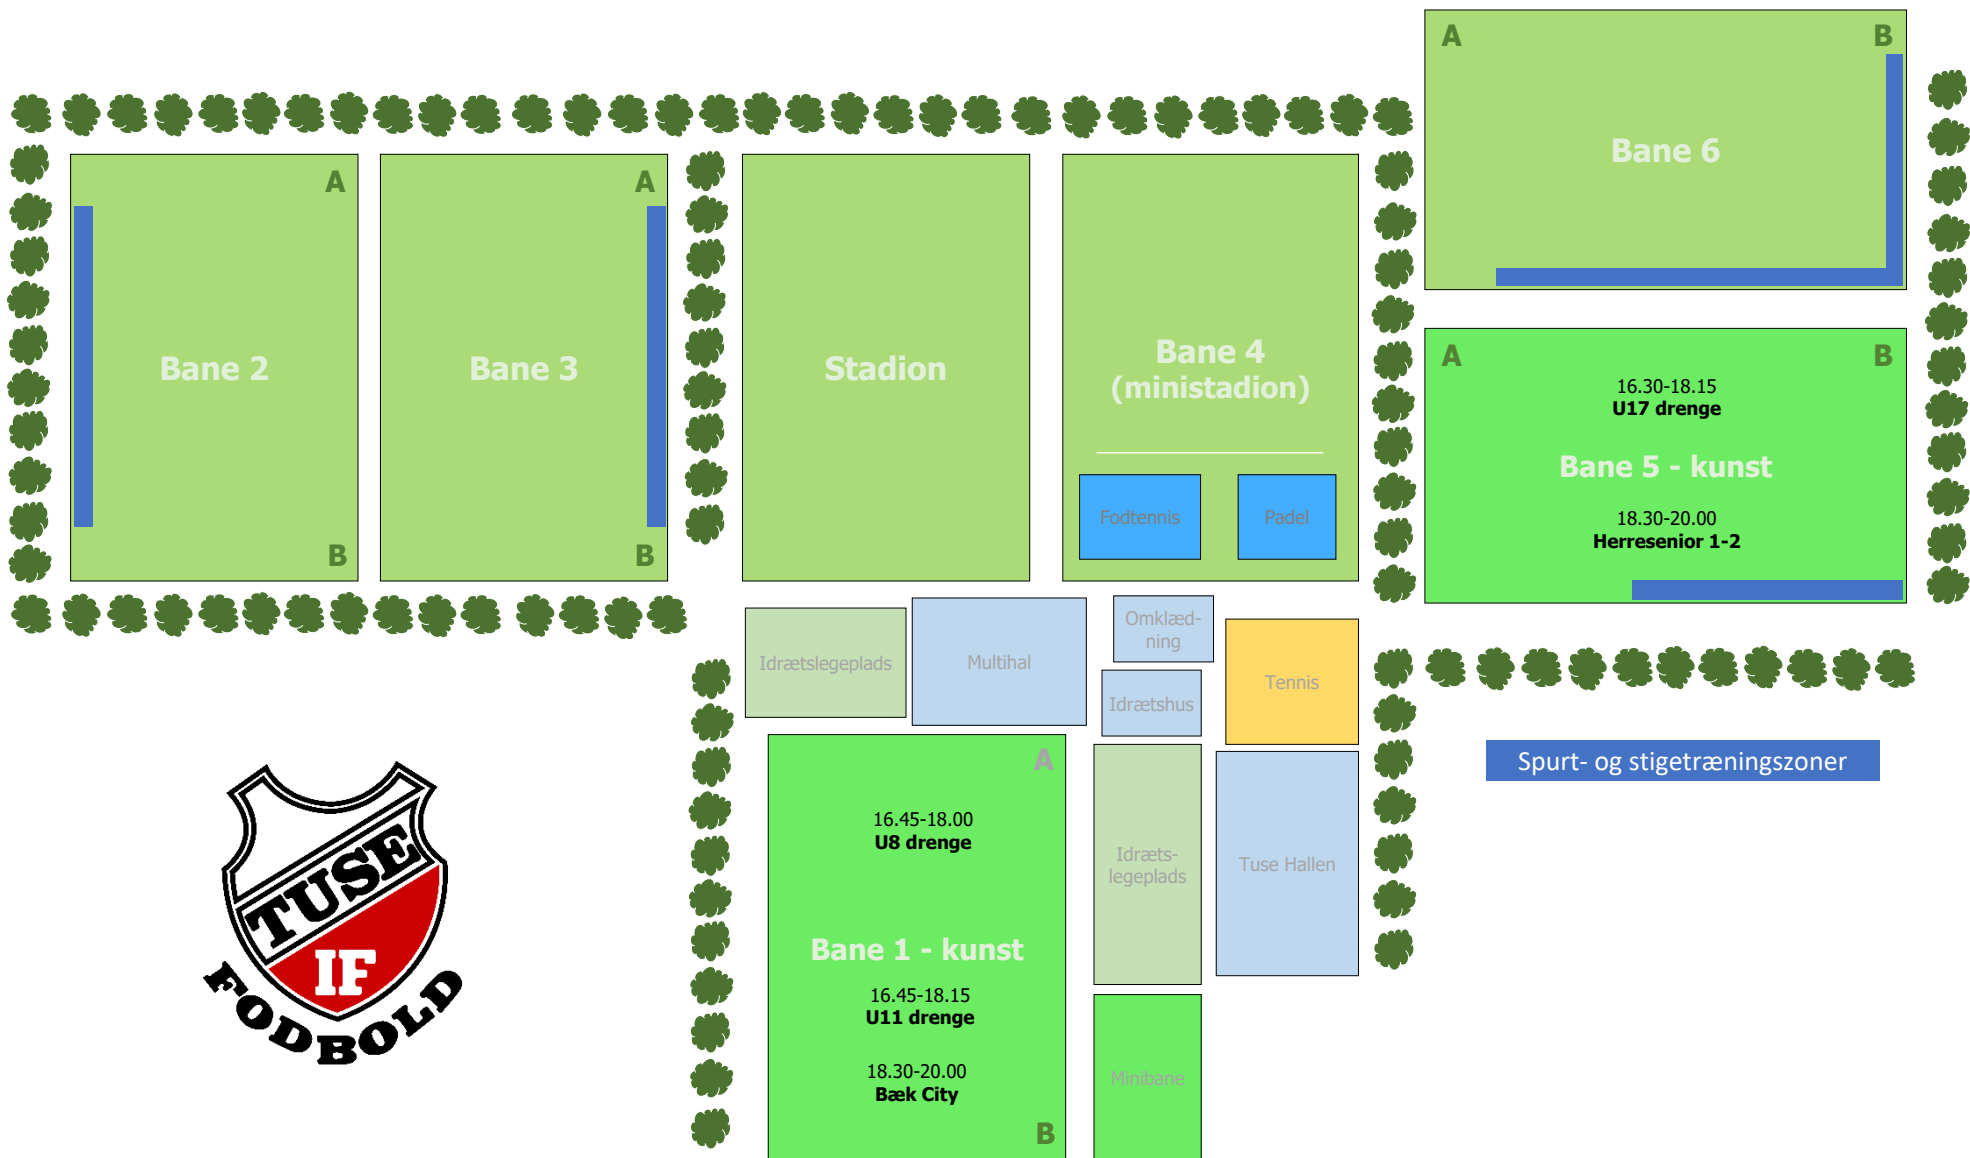 A
B
Bane 6
A
A
Bane 2
Bane 3
Stadion
Bane 4
(ministadion)
Fodtennis
Padel
B
B
A
B
16.30-18.15
U17 drenge
Bane 5 - kunst
18.30-20.00
Herresenior 1-2
Idrætslegeplads
Multihal
Omklæd-
ning
Idrætshus
Tennis
Spurt- og stigetræningszoner
A
16.45-18.00
U8 drenge
Bane 1 - kunst
16.45-18.15
U11 drenge
18.30-20.00
Bæk City
B
Idræts-
legeplads
Tuse Hallen
Minibane
TUSE
IF
FODBOLD